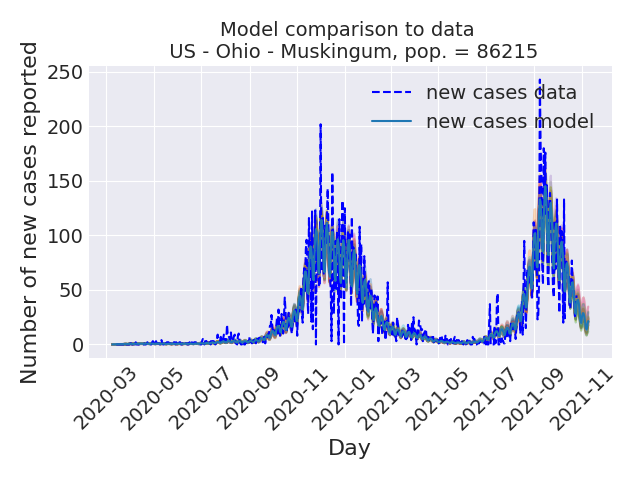 Model comparison to data
US - Ohio - Muskingum, pop. = 86215
Number of new cases reported
250
200
150
100
50
0
new cases data
new cases model
2020-03
2020-05
2020-07
2020-09
2020-11
2021-01
2021-03
2021-05
2021-07
2021-09
2021-11
Day